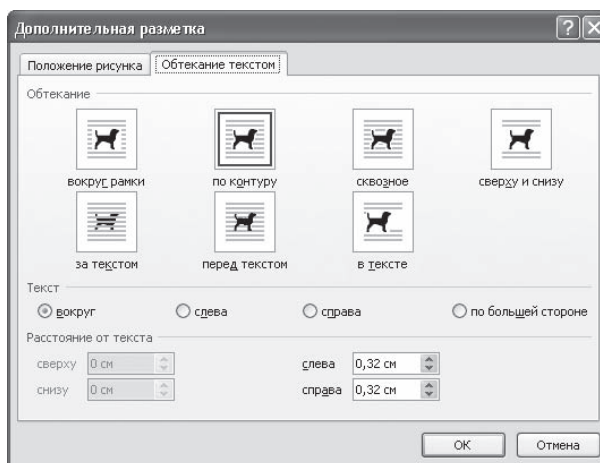 Дополнительная разметка
Положение рисунка Обтекание текстом
Обтекание
вокруг рамки по контуру сквозное сверху и снизу
за текстом перед текстом в тексте
Текст
вокруг слева справа по большей стороне
Расстояние от текста
сверху 0 см слева 0,32 см
снизу 0 см справа 0,32 см
ОК Отмена